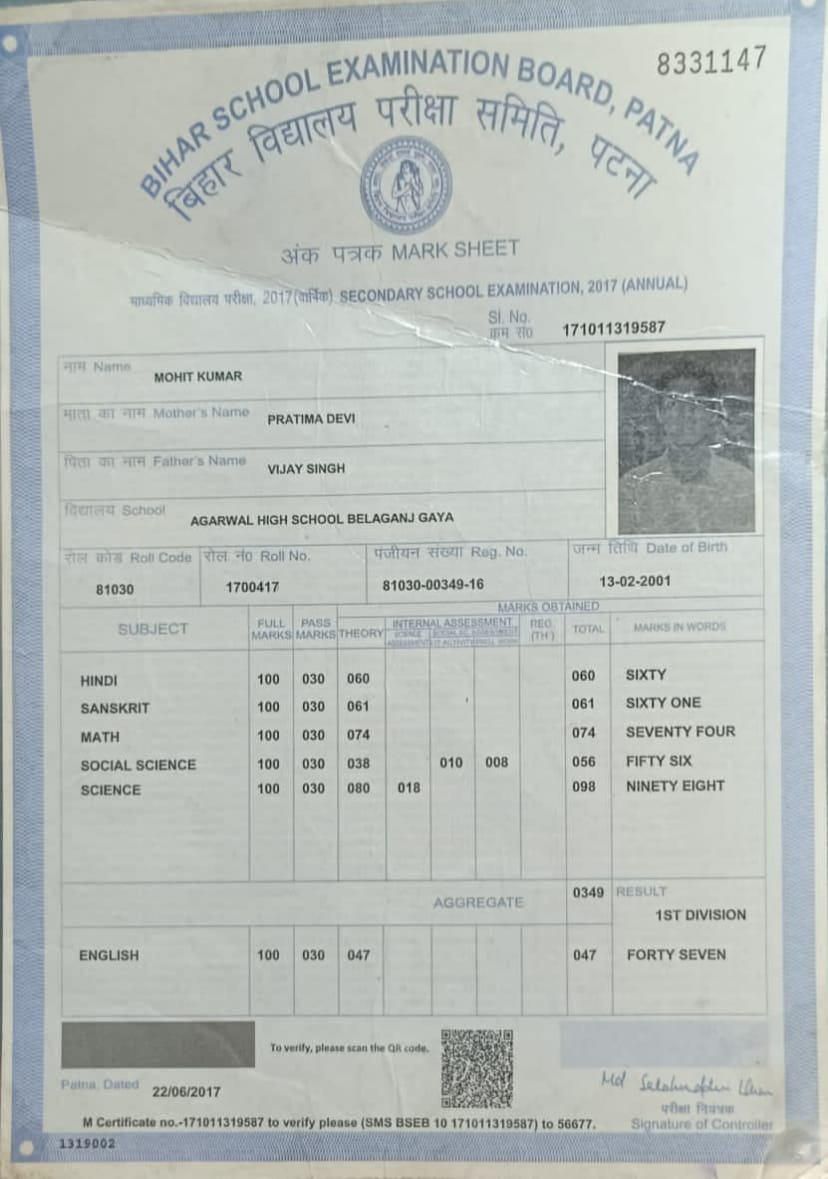 8331147
BIHAR SCHOOL EXAMINATION BOARD, PATNA
बिहार विद्यालय परीक्षा समिति, पटना
अंक पत्रक MARK SHEET
माध्यमिक विद्यालय परीक्षा, 2017(वार्षिक) SECONDARY SCHOOL EXAMINATION, 2017 (ANNUAL)
Sl. No.
क्रम सं० 171011319587
नाम Name MOHIT KUMAR
माता का नाम Mother's Name PRATIMA DEVI
पिता का नाम Father's Name VIJAY SINGH
विद्यालय School AGARWAL HIGH SCHOOL BELAGANJ GAYA
रोल कोड Roll Code रोल नं० Roll No. पंजीयन संख्या Reg. No. जन्म तिथि Date of Birth
81030 1700417 81030-00349-16 13-02-2001
MARKS OBTAINED
SUBJECT FULL MARKS PASS MARKS THEORY INTERNAL ASSESSMENT REG. (TH) TOTAL MARKS IN WORDS
HINDI 100 030 060 060 SIXTY
SANSKRIT 100 030 061 061 SIXTY ONE
MATH 100 030 074 074 SEVENTY FOUR
SOCIAL SCIENCE 100 030 038 010 008 056 FIFTY SIX
SCIENCE 100 030 080 018 098 NINETY EIGHT
AGGREGATE 0349 RESULT
1ST DIVISION
ENGLISH 100 030 047 047 FORTY SEVEN
To verify, please scan the QR code.
Patna, Dated 22/06/2017
परीक्षा नियंत्रक
Signature of Controller
M Certificate no.-171011319587 to verify please (SMS BSEB 10 171011319587) to 56677.
1319002